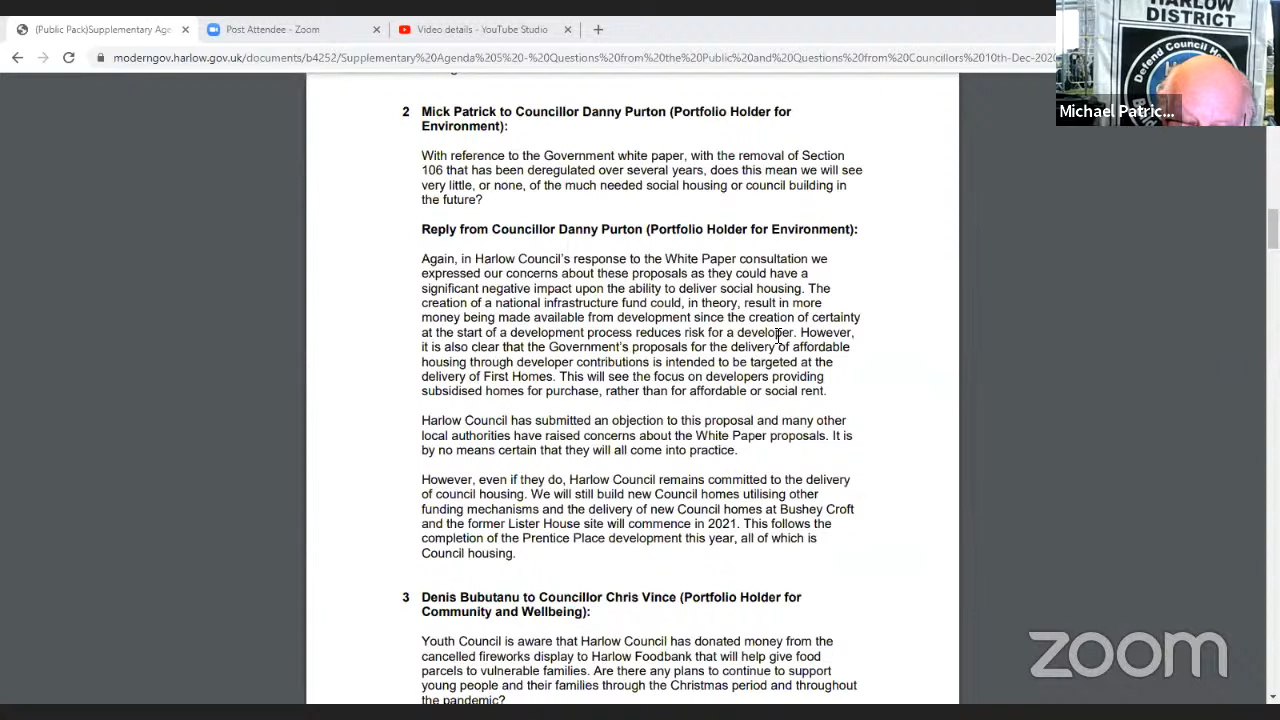 (Public Pack)Supplementary Age
Post Attendee - Zoom
Video details - YouTube Studio
moderngov.harlow.gov.uk/documents/b4252/Supplementary%20Agenda%205%20-%20Questions%20from%20the%20Public%20and%20Questions%20from%20Councillors%2010th-Dec-2020
HARLOW
DISTRICT
Defend Council H
Michael Patric...
2 Mick Patrick to Councillor Danny Purton (Portfolio Holder for
Environment):
With reference to the Government white paper, with the removal of Section
106 that has been deregulated over several years, does this mean we will see
very little, or none, of the much needed social housing or council building in
the future?
Reply from Councillor Danny Purton (Portfolio Holder for Environment):
Again, in Harlow Council's response to the White Paper consultation we
expressed our concerns about these proposals as they could have a
significant negative impact upon the ability to deliver social housing. The
creation of a national infrastructure fund could, in theory, result in more
money being made available from development since the creation of certainty
at the start of a development process reduces risk for a developer. However,
it is also clear that the Government's proposals for the delivery of affordable
housing through developer contributions is intended to be targeted at the
delivery of First Homes. This will see the focus on developers providing
subsidised homes for purchase, rather than for affordable or social rent.
Harlow Council has submitted an objection to this proposal and many other
local authorities have raised concerns about the White Paper proposals. It is
by no means certain that they will all come into practice.
However, even if they do, Harlow Council remains committed to the delivery
of council housing. We will still build new Council homes utilising other
funding mechanisms and the delivery of new Council homes at Bushey Croft
and the former Lister House site will commence in 2021. This follows the
completion of the Prentice Place development this year, all of which is
Council housing.
3 Denis Bubutanu to Councillor Chris Vince (Portfolio Holder for
Community and Wellbeing):
Youth Council is aware that Harlow Council has donated money from the
cancelled fireworks display to Harlow Foodbank that will help give food
parcels to vulnerable families. Are there any plans to continue to support
young people and their families through the Christmas period and throughout
the pandemic?
zoom